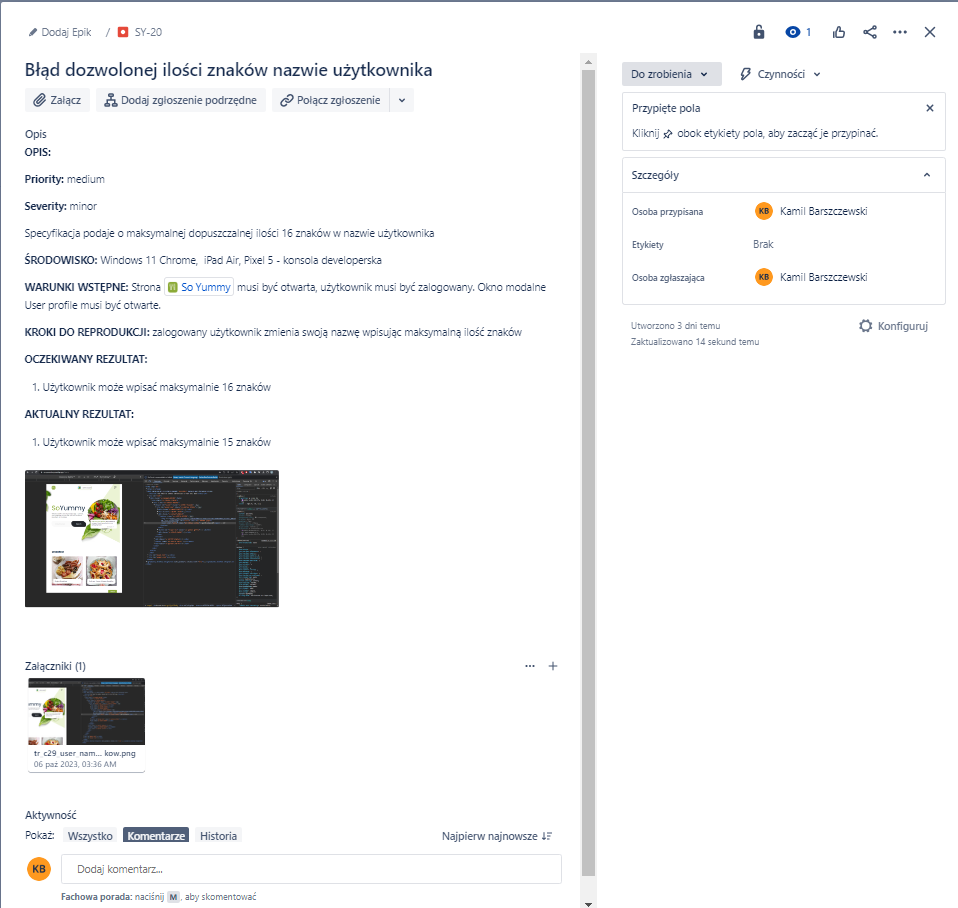 Dodaj Epik / SY-20
1
Błąd dozwolonej ilości znaków nazwie użytkownika
Załącz Dodaj zgłoszenie podrzędne Połącz zgłoszenie
Opis
OPIS:
Priority: medium
Severity: minor
Specyfikacja podaje o maksymalnej dopuszczalnej ilości 16 znaków w nazwie użytkownika
ŚRODOWISKO: Windows 11 Chrome, iPad Air, Pixel 5 - konsola developerska
WARUNKI WSTĘPNE: Strona So Yummy musi być otwarta, użytkownik musi być zalogowany. Okno modalne
User profile musi być otwarte.
KROKI DO REPRODUKCJI: zalogowany użytkownik zmienia swoją nazwę wpisując maksymalną ilość znaków
OCZEKIWANY REZULTAT:
1. Użytkownik może wpisać maksymalnie 16 znaków
AKTUALNY REZULTAT:
1. Użytkownik może wpisać maksymalnie 15 znaków
SoYummy
Załączniki (1)
tr_c29_user_nam... kow.png
06 paź 2023, 03:36 AM
Aktywność
Pokaż: Wszystko Komentarze Historia Najpierw najnowsze
KB Dodaj komentarz...
Fachowa porada: naciśnij M, aby skomentować
Do zrobienia Czynności
Przypięte pola
Kliknij obok etykiety pola, aby zacząć je przypinać.
Szczegóły
Osoba przypisana KB Kamil Barszczewski
Etykiety Brak
Osoba zgłaszająca KB Kamil Barszczewski
Utworzono 3 dni temu
Zaktualizowano 14 sekund temu
Konfiguruj